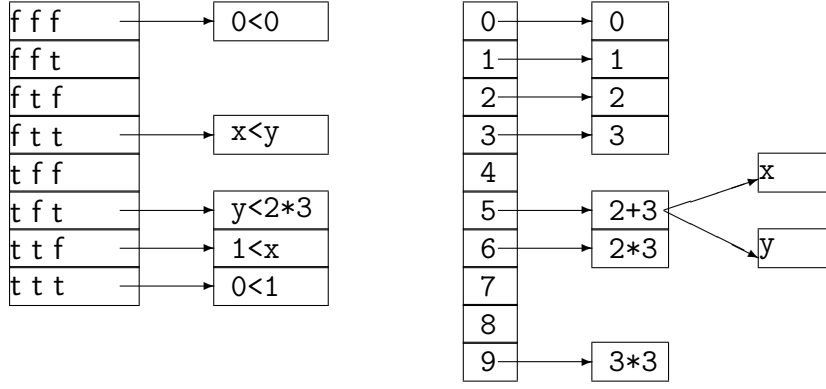 f f f 0<0
f f t
f t f
f t t x<y
t f f
t f t y<2*3
t t f 1<x
t t t 0<1
0 0
1 1
2 2
3 3
4
5 2+3 x
6 2*3 y
7
8
9 3*3